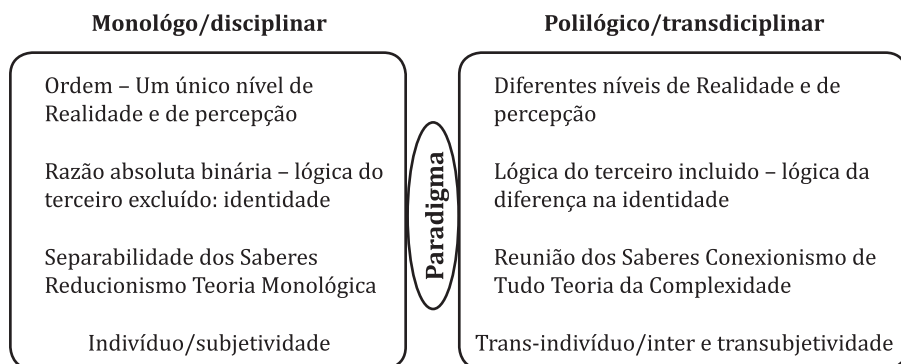 Monológo/disciplinar
Ordem – Um único nível de
Realidade e de percepção
Razão absoluta binária – lógica do
terceiro excluído: identidade
Separabilidade dos Saberes
Reducionismo Teoria Monológica
Indivíduo/subjetividade
Paradigma
Polilógico/transdiciplinar
Diferentes níveis de Realidade e de
percepção
Lógica do terceiro incluido – lógica da
diferença na identidade
Reunião dos Saberes Conexionismo de
Tudo Teoria da Complexidade
Trans-indivíduo/inter e transubjetividade